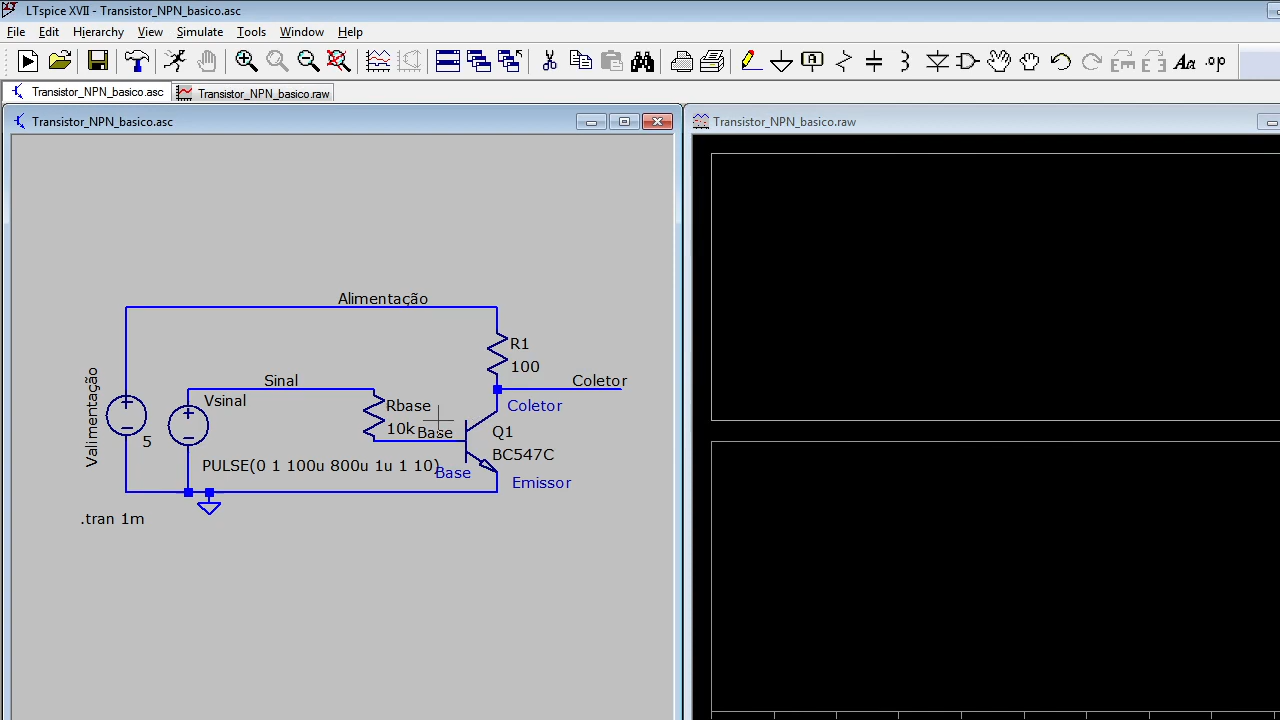 LTspice XVII - Transistor_NPN_basico.asc
File Edit Hierarchy View Simulate Tools Window Help
Aa .op
Transistor_NPN_basico.asc Transistor_NPN_basico.raw
Transistor_NPN_basico.asc
Transistor_NPN_basico.raw
Alimentação
R1
100
Sinal
Coletor
Valimentação
Vsinal
Rbase
Coletor
10k
Base
Q1
5
BC547C
PULSE(0 1 100u 800u 1u 1 10)
Base
Emissor
.tran 1m